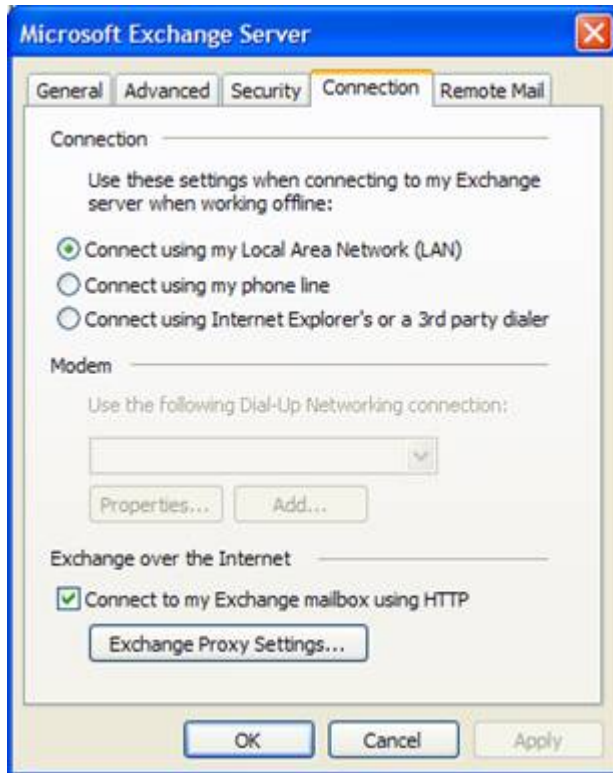 Microsoft Exchange Server
General Advanced Security Connection Remote Mail
Connection
Use these settings when connecting to my Exchange
server when working offline:
Connect using my Local Area Network (LAN)
Connect using my phone line
Connect using Internet Explorer's or a 3rd party dialer
Modem
Use the following Dial-Up Networking connection:
Properties... Add...
Exchange over the Internet
Connect to my Exchange mailbox using HTTP
Exchange Proxy Settings...
OK Cancel Apply